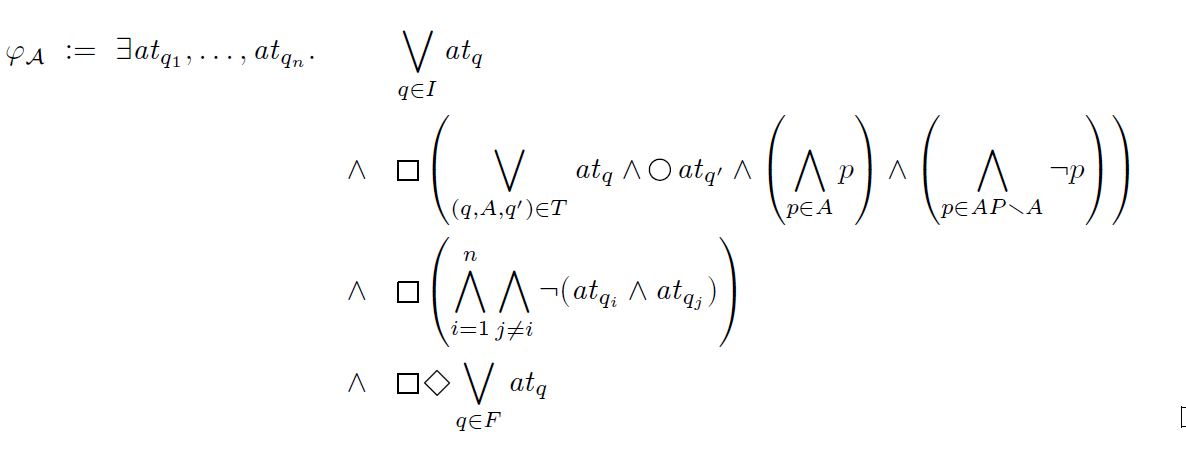 φ_𝒜 := ∃at_{q_1}, …, at_{q_n}. ⋁_{q∈I} at_q
∧ □ ( ⋁_{(q,A,q′)∈T} at_q ∧ ○ at_{q′} ∧ ( ⋀_{p∈A} p ) ∧ ( ⋀_{p∈AP∖A} ¬p ) )
∧ □ ( ⋀_{i=1}^{n} ⋀_{j≠i} ¬(at_{q_i} ∧ at_{q_j}) )
∧ □◇ ⋁_{q∈F} at_q